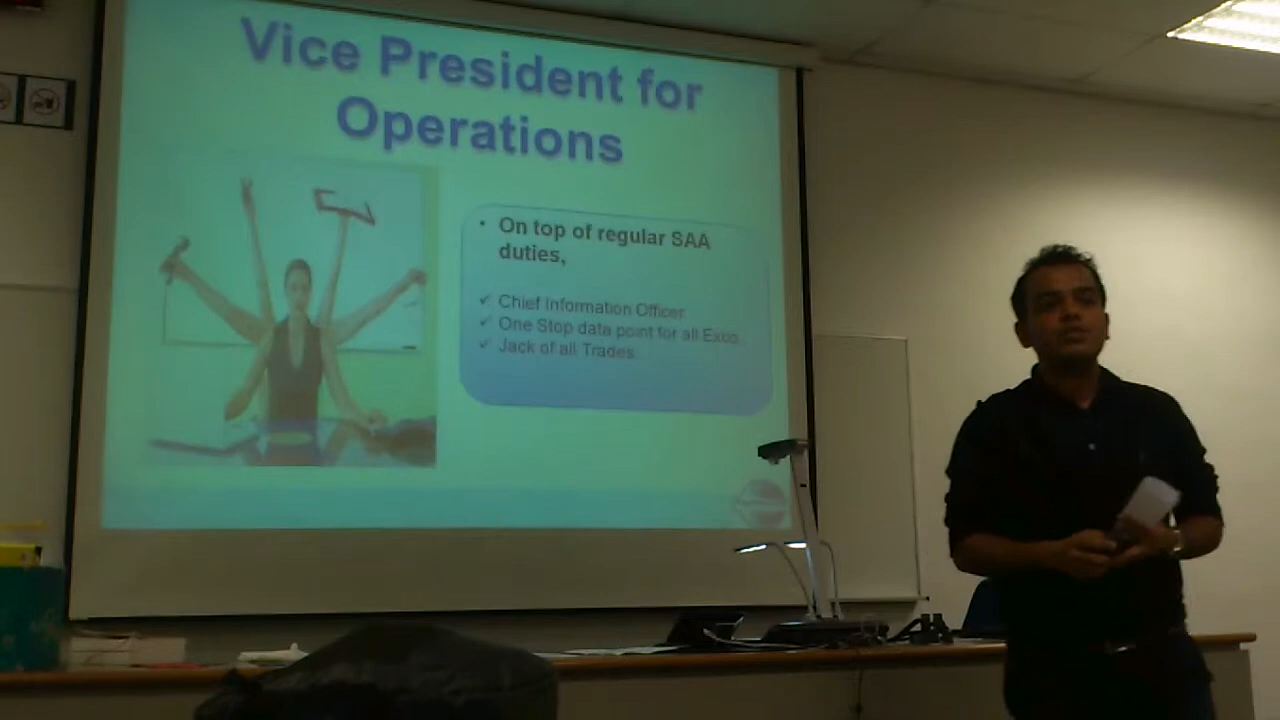 Vice President for
Operations
• On top of regular SAA
duties,
✓ Chief Information Officer
✓ One Stop data point for all Exco
✓ Jack of all Trades